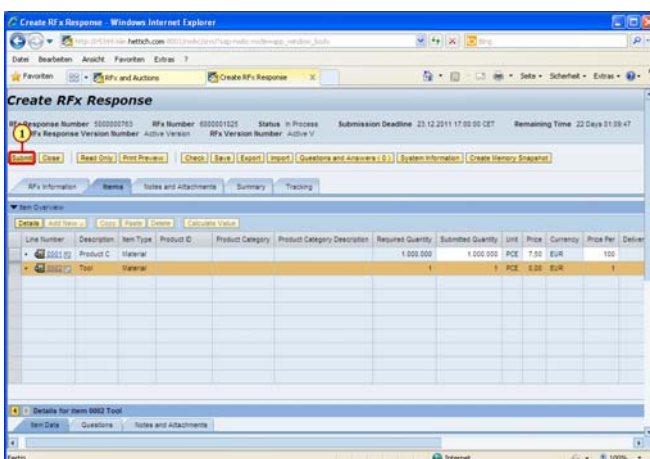 Create RFx Response - Windows Internet Explorer
hettich.com
Bing
Datei Bearbeiten Ansicht Favoriten Extras ?
Favoriten RFx and Auctions Create RFx Response Seite Sicherheit Extras
Create RFx Response
RFx Response Number 5000000763 RFx Number 6000001025 Status In Process Submission Deadline 23.12.2011 17:00:00 CET Remaining Time 22 Days 01:59:47
1
RFx Response Version Number Active Version RFx Version Number Active V
Submit Close Read Only Print Preview Check Save Export Import Questions and Answers ( 0 ) System Information Create Memory Snapshot
RFx Information Items Notes and Attachments Summary Tracking
Item Overview
Details Add New Copy Paste Delete Calculate Value
Line Number Description Item Type Product ID Product Category Product Category Description Required Quantity Submitted Quantity Unit Price Currency Price Per Deliver
0001 Product C Material 1.000.000 1.000.000 PCE 7,50 EUR 100
0002 Tool Material 1 1 PCE 0,00 EUR 1
Details for item 0002 Tool
Item Data Questions Notes and Attachments
Fertig Internet 100%